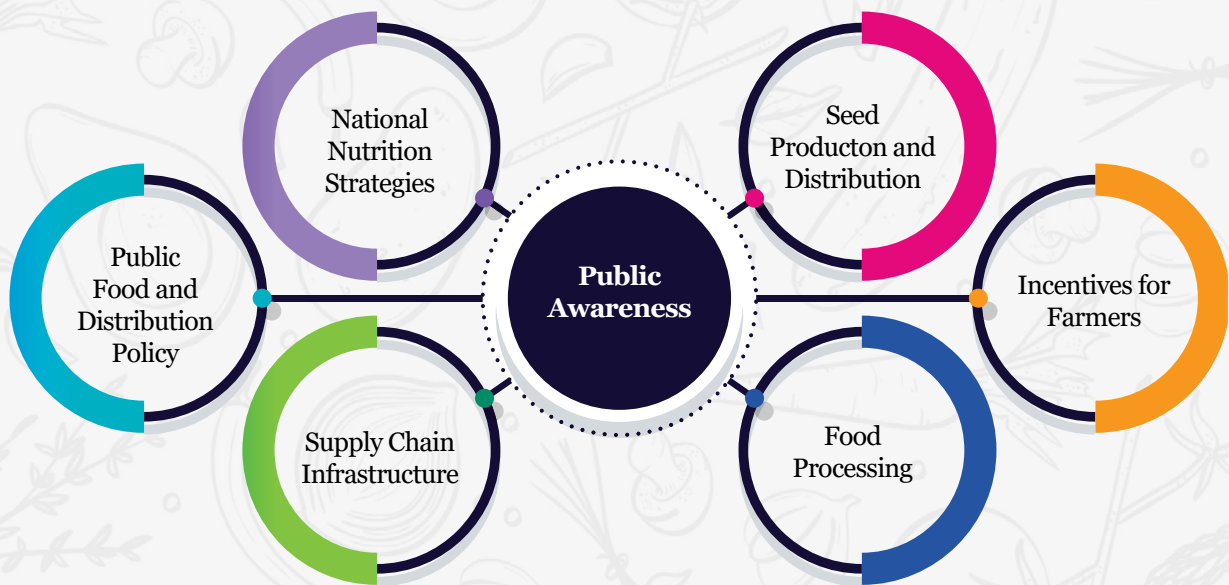 National
Nutrition
Strategies
Seed
Producton and
Distribution
Public
Food and
Distribution
Policy
Public
Awareness
Incentives for
Farmers
Supply Chain
Infrastructure
Food
Processing